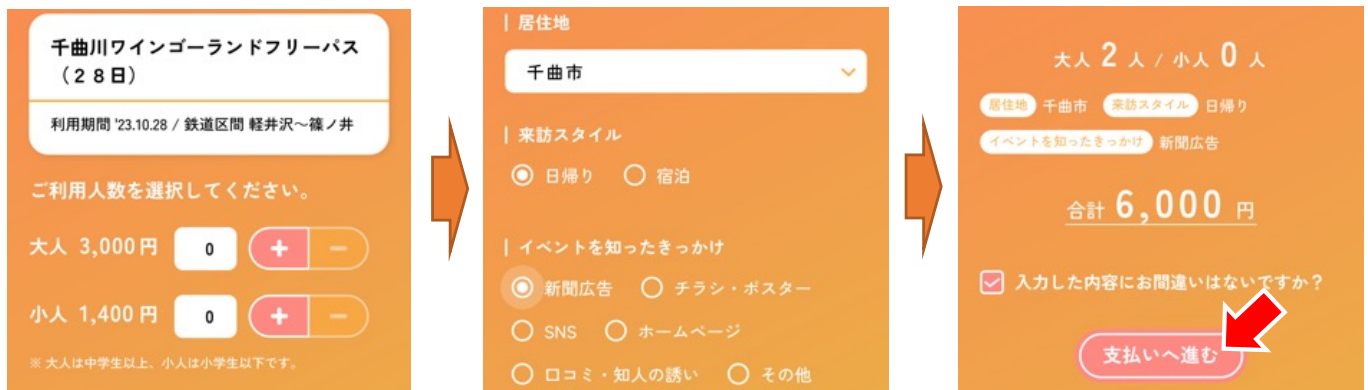 千曲川ワインゴーランドフリーパス
（２８日）
利用期間 '23.10.28 / 鉄道区間 軽井沢～篠ノ井
ご利用人数を選択してください。
大人 3,000円 0 + −
小人 1,400円 0 + −
※ 大人は中学生以上、小人は小学生以下です。
居住地
千曲市
来訪スタイル
日帰り 宿泊
イベントを知ったきっかけ
新聞広告 チラシ・ポスター
SNS ホームページ
口コミ・知人の誘い その他
大人 2 人 / 小人 0 人
居住地 千曲市 来訪スタイル 日帰り
イベントを知ったきっかけ 新聞広告
合計 6,000 円
入力した内容にお間違いはないですか？
支払いへ進む